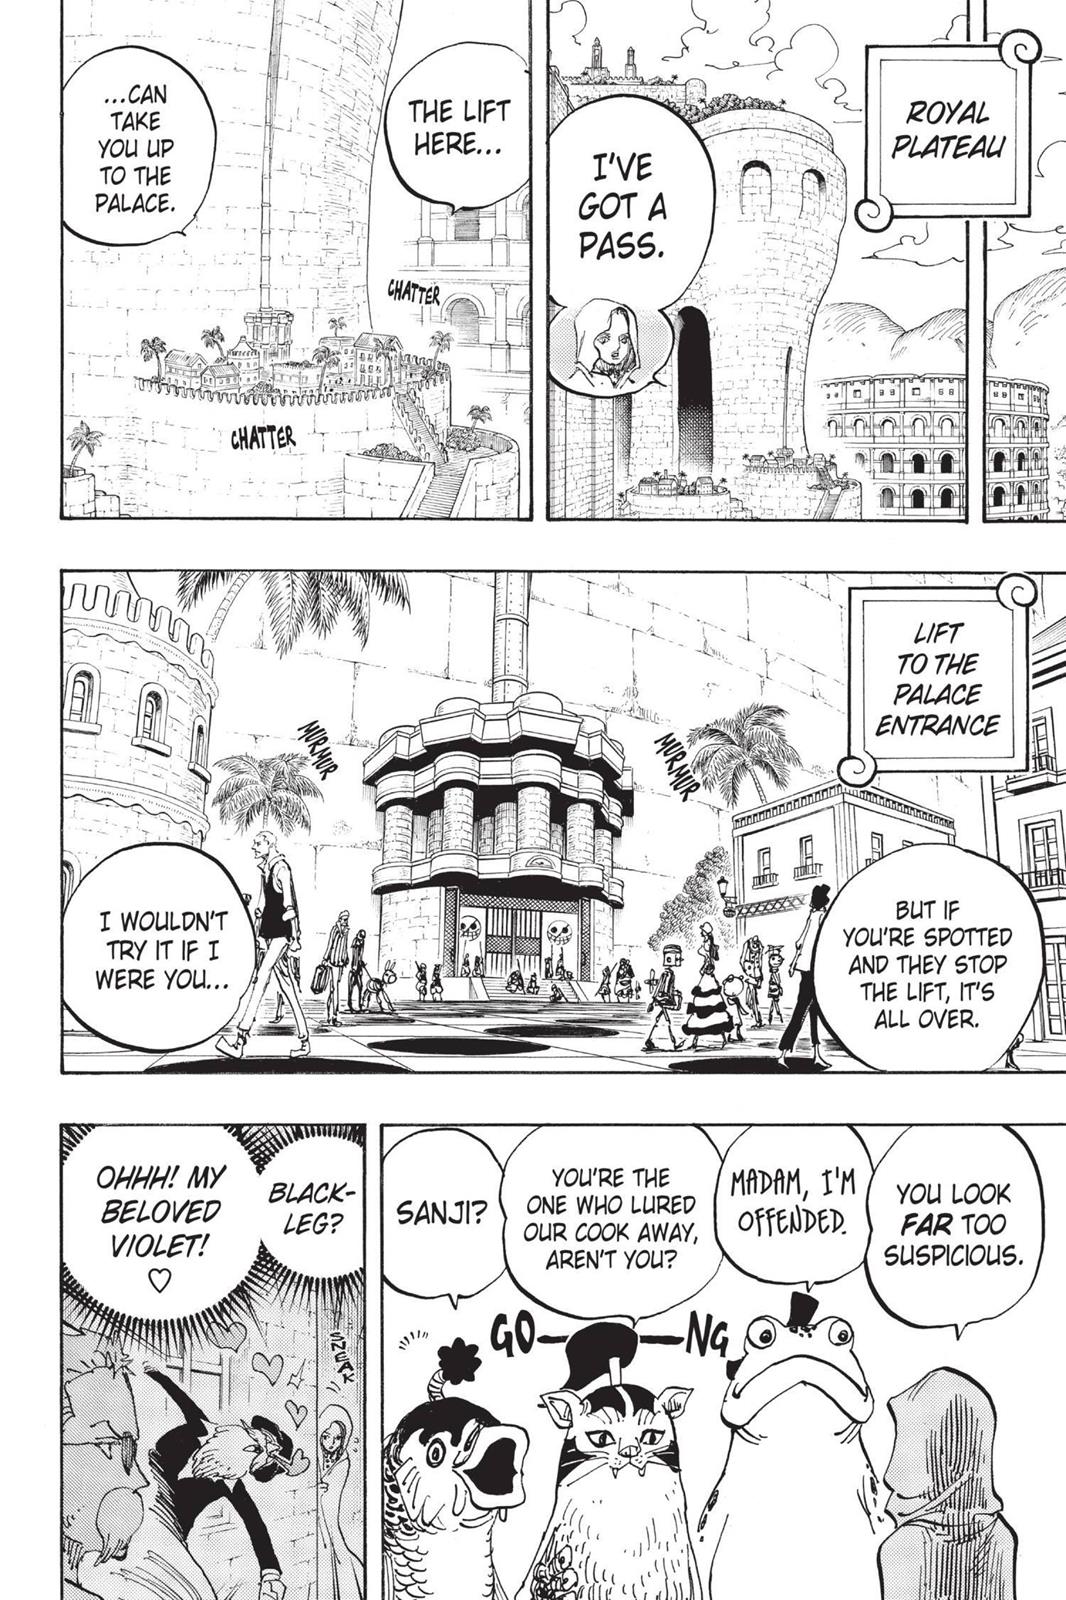 ROYAL
PLATEAU
I'VE
GOT A
PASS.
THE LIFT
HERE...
...CAN
TAKE
YOU UP
TO THE
PALACE.
CHATTER
CHATTER
LIFT
TO THE
PALACE
ENTRANCE
BUT IF
YOU'RE SPOTTED
AND THEY STOP
THE LIFT, IT'S
ALL OVER.
MURMUR
MURMUR
I WOULDN'T
TRY IT IF I
WERE YOU...
YOU LOOK
FAR TOO
SUSPICIOUS.
MADAM, I'M
OFFENDED.
YOU'RE THE
ONE WHO LURED
OUR COOK AWAY,
AREN'T YOU?
SANJI?
GO—NG
BLACK-
LEG?
OHHH! MY
BELOVED
VIOLET!
♡
SNEAK